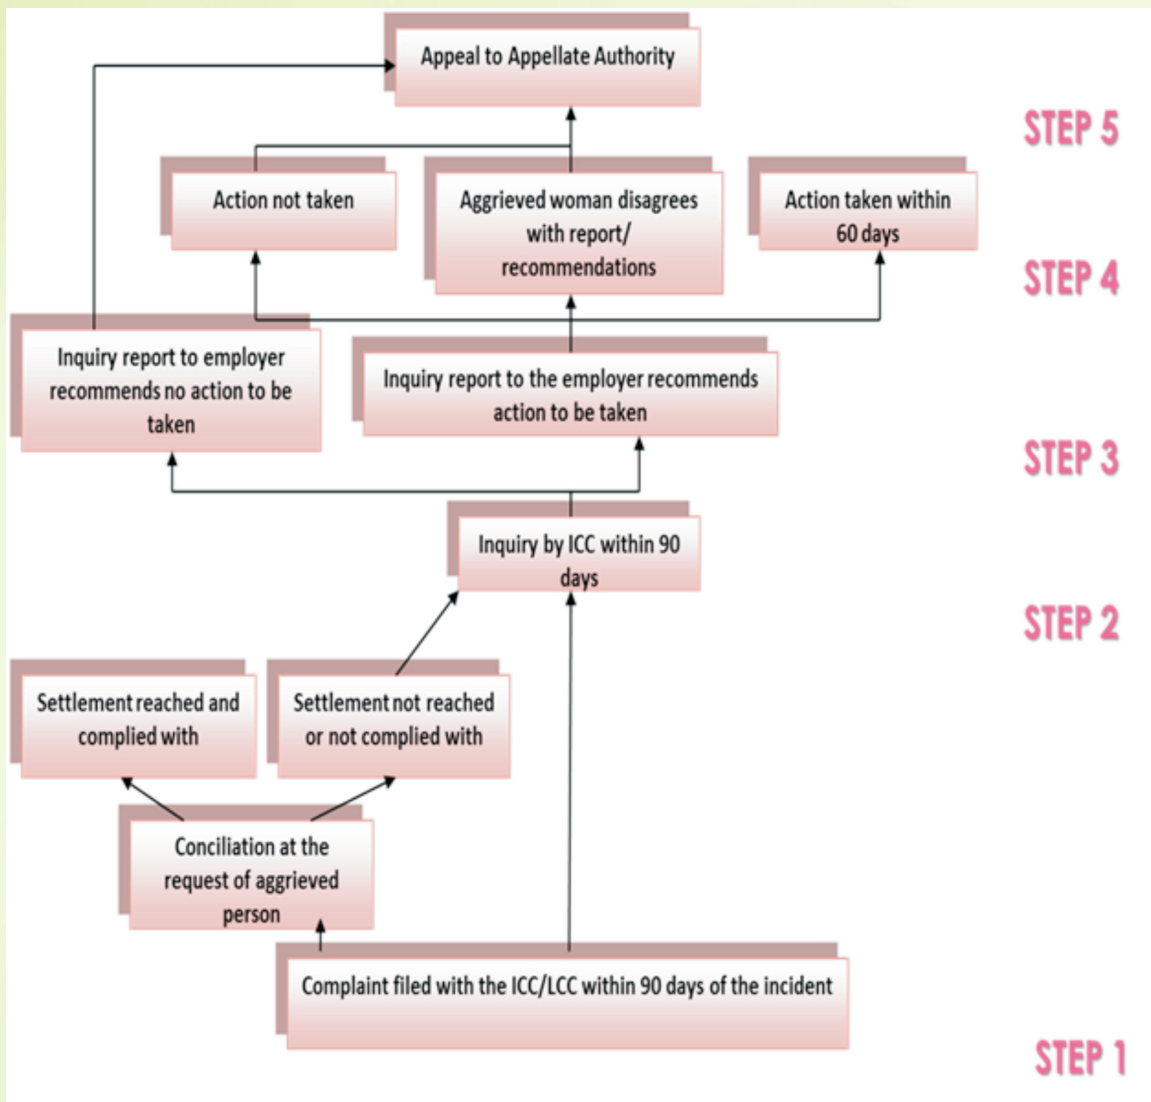 Appeal to Appellate Authority
STEP 5
Action not taken
Aggrieved woman disagrees
with report/
recommendations
Action taken within
60 days
STEP 4
Inquiry report to employer
recommends no action to be
taken
Inquiry report to the employer recommends
action to be taken
STEP 3
Inquiry by ICC within 90
days
STEP 2
Settlement reached and
complied with
Settlement not reached
or not complied with
Conciliation at the
request of aggrieved
person
Complaint filed with the ICC/LCC within 90 days of the incident
STEP 1